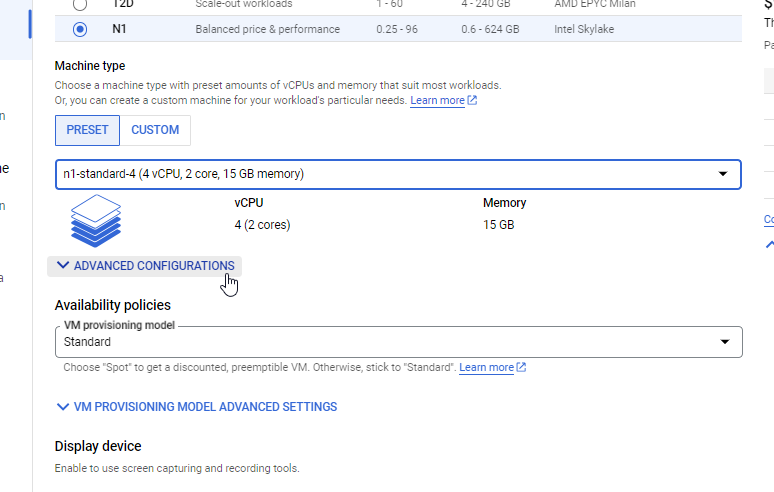 T2D Scale-out workloads 1 - 60 4 - 240 GB AMD EPYC Milan
N1 Balanced price & performance 0.25 - 96 0.6 - 624 GB Intel Skylake
Machine type
Choose a machine type with preset amounts of vCPUs and memory that suit most workloads.
Or, you can create a custom machine for your workload's particular needs. Learn more
PRESET CUSTOM
n1-standard-4 (4 vCPU, 2 core, 15 GB memory)
vCPU Memory
4 (2 cores) 15 GB
ADVANCED CONFIGURATIONS
Availability policies
VM provisioning model
Standard
Choose "Spot" to get a discounted, preemptible VM. Otherwise, stick to "Standard". Learn more
VM PROVISIONING MODEL ADVANCED SETTINGS
Display device
Enable to use screen capturing and recording tools.